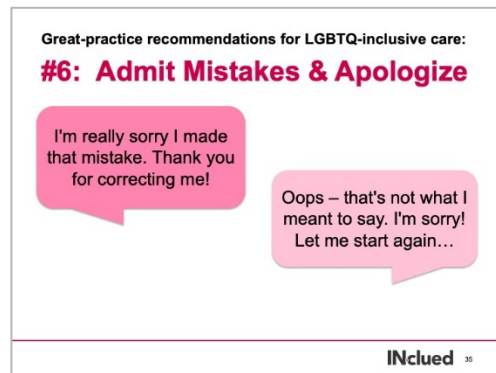 Great-practice recommendations for LGBTQ-inclusive care:
#6: Admit Mistakes & Apologize
I'm really sorry I made
that mistake. Thank you
for correcting me!
Oops – that's not what I
meant to say. I'm sorry!
Let me start again…
INclued 35